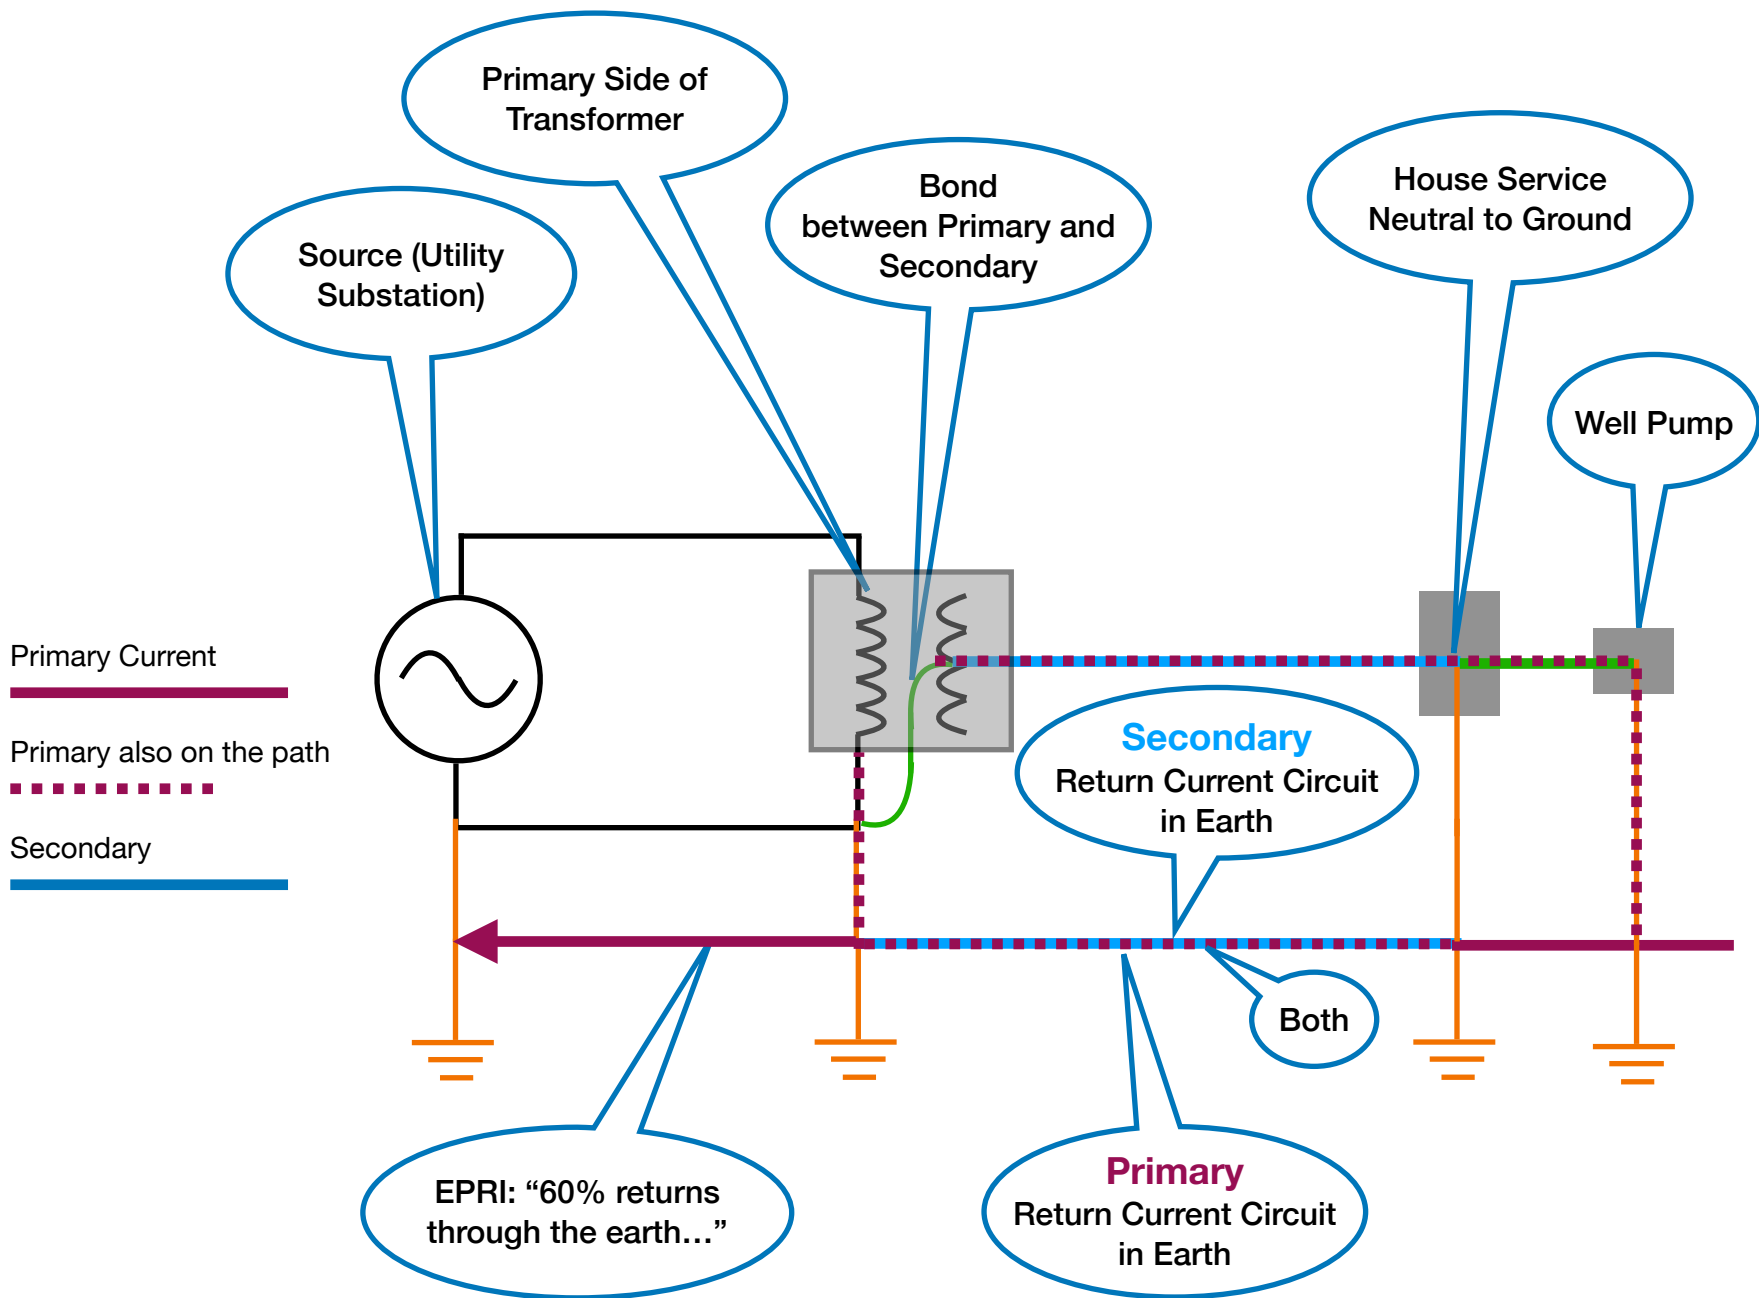 Primary Side of
Transformer
Bond
between Primary and
Secondary
House Service
Neutral to Ground
Source (Utility
Substation)
Well Pump
Primary Current
Primary also on the path
Secondary
Secondary
Return Current Circuit
in Earth
Both
EPRI: “60% returns
through the earth…”
Primary
Return Current Circuit
in Earth